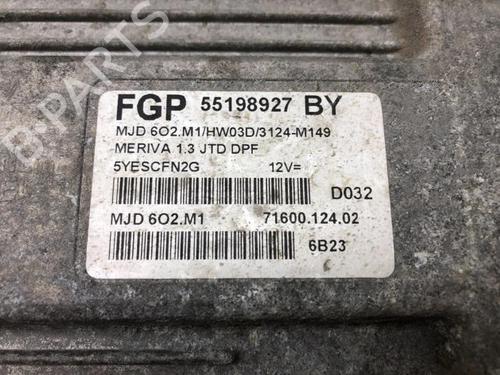 B-PARTS
FGP 55198927 BY
MJD 6O2.M1/HW03D/3124-M149
MERIVA 1.3 JTD DPF
5YESCFN2G 12V=
D032
MJD 6O2.M1 71600.124.02
6B23